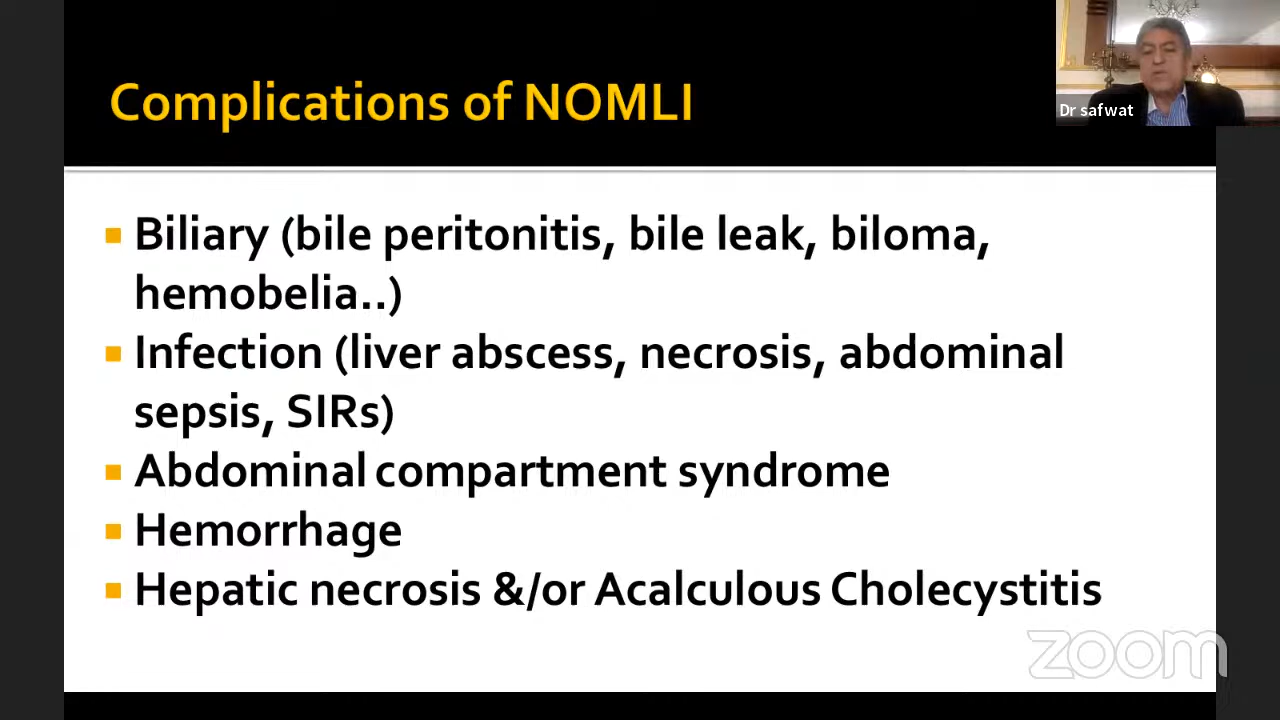 Complications of NOMLI
Dr safwat
Biliary (bile peritonitis, bile leak, biloma,
hemobelia..)
Infection (liver abscess, necrosis, abdominal
sepsis, SIRs)
Abdominal compartment syndrome
Hemorrhage
Hepatic necrosis &/or Acalculous Cholecystitis
zoom